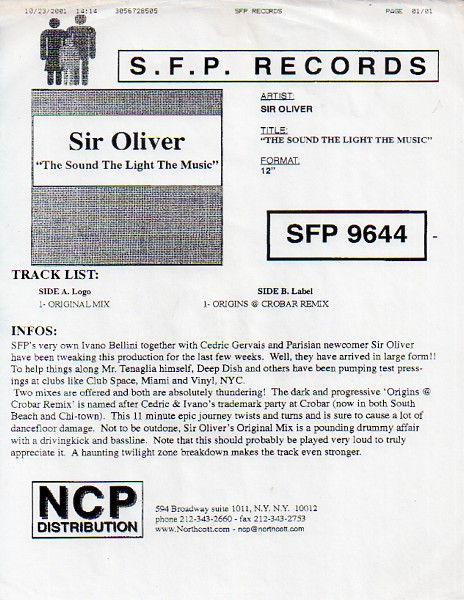 10/23/2001 14:14 3056728505 SFP RECORDS PAGE 01/01
S.F.P. RECORDS
ARTIST:
SIR OLIVER
TITLE:
"THE SOUND THE LIGHT THE MUSIC"
FORMAT:
12"
Sir Oliver
"The Sound The Light The Music"
SFP 9644
TRACK LIST:
SIDE A. Logo SIDE B. Label
1- ORIGINAL MIX 1- ORIGINS @ CROBAR REMIX
INFOS:
SFP's very own Ivano Bellini together with Cedric Gervais and Parisian newcomer Sir Oliver
have been tweaking this production for the last few weeks. Well, they have arrived in large form!!
To help things along Mr. Tenaglia himself, Deep Dish and others have been pumping test press-
ings at clubs like Club Space, Miami and Vinyl, NYC.
Two mixes are offered and both are absolutely thundering! The dark and progressive 'Origins @
Crobar Remix' is named after Cedric & Ivano's trademark party at Crobar (now in both South
Beach and Chi-town). This 11 minute epic journey twists and turns and is sure to cause a lot of
dancefloor damage. Not to be outdone, Sir Oliver's Original Mix is a pounding drummy affair
with a drivingkick and bassline. Note that this should probably be played very loud to truly
appreciate it. A haunting twilight zone breakdown makes the track even stronger.
NCP
DISTRIBUTION
594 Broadway suite 1011, N.Y. N.Y. 10012
phone 212-343-2660 - fax 212-343-2753
www.Northcott.com - ncp@northcott.com